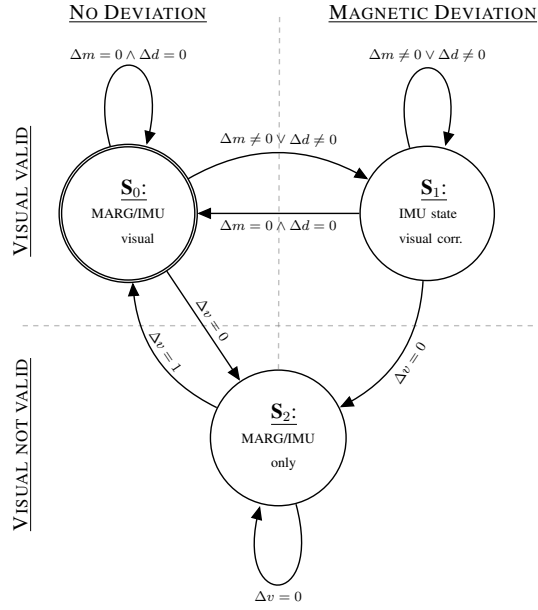 NO DEVIATION
MAGNETIC DEVIATION
Δm = 0 ∧ Δd = 0
Δm ≠ 0 ∨ Δd ≠ 0
VISUAL VALID
Δm ≠ 0 ∨ Δd ≠ 0
S₀:
MARG/IMU
visual
S₁:
IMU state
visual corr.
Δm = 0 ∧ Δd = 0
Δv = 0
Δv = 1
Δv = 0
VISUAL NOT VALID
S₂:
MARG/IMU
only
Δv = 0